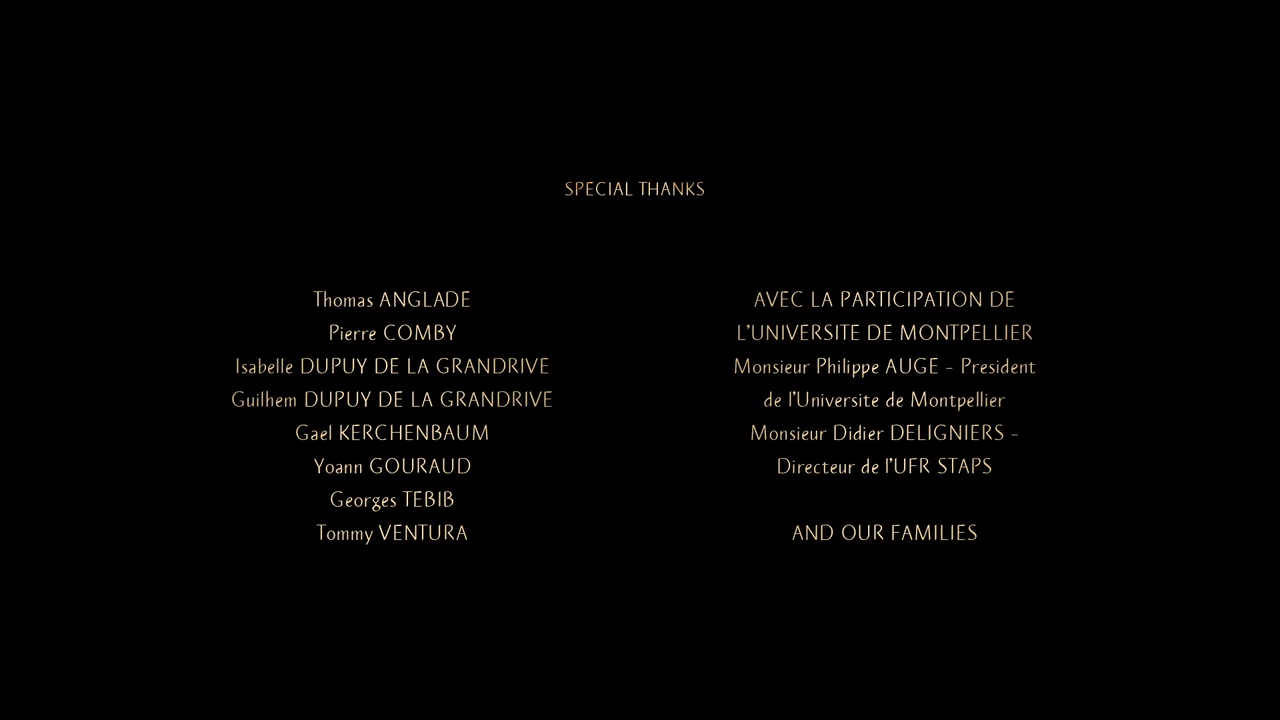 SPECIAL THANKS
Thomas ANGLADE
Pierre COMBY
Isabelle DUPUY DE LA GRANDRIVE
Guilhem DUPUY DE LA GRANDRIVE
Gael KERCHENBAUM
Yoann GOURAUD
Georges TEBIB
Tommy VENTURA
AVEC LA PARTICIPATION DE
L'UNIVERSITE DE MONTPELLIER
Monsieur Philippe AUGE - President
de l'Universite de Montpellier
Monsieur Didier DELIGNIERS -
Directeur de l'UFR STAPS
AND OUR FAMILIES